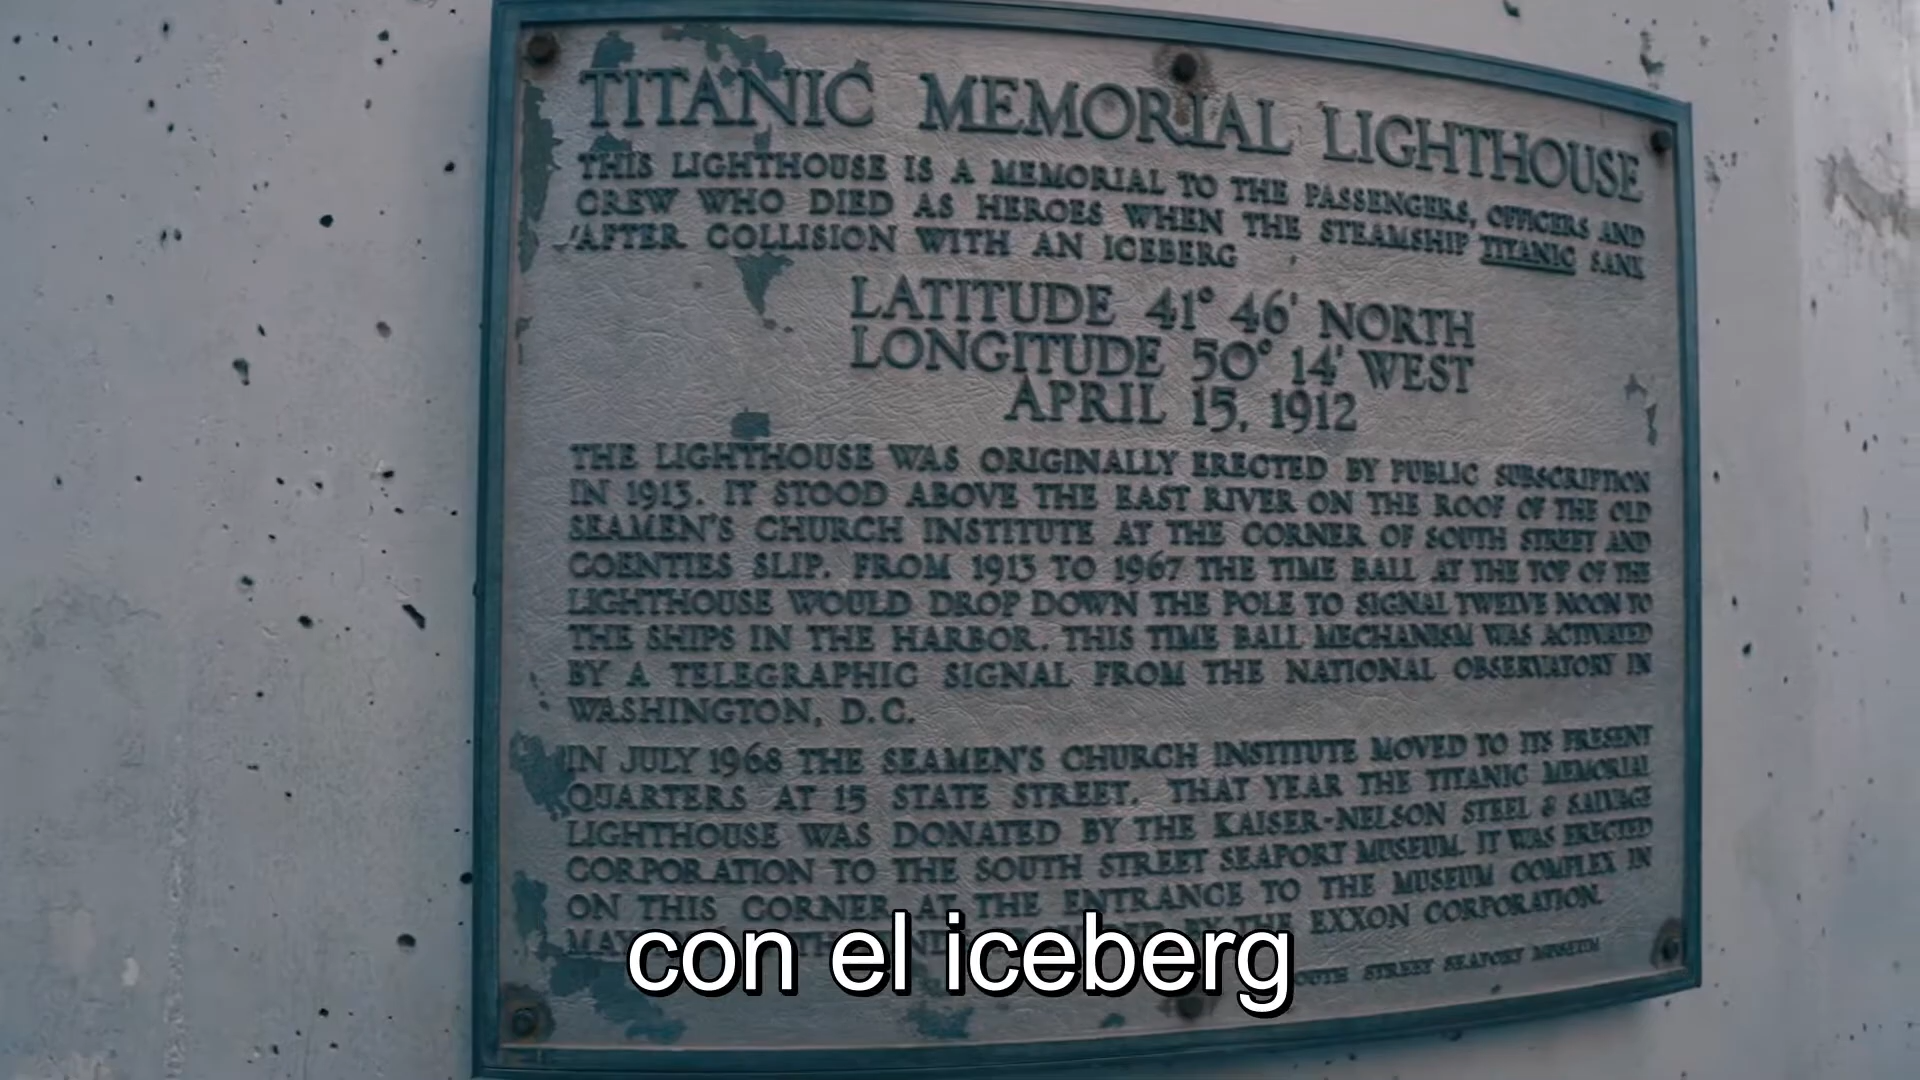 TITANIC MEMORIAL LIGHTHOUSE
THIS LIGHTHOUSE IS A MEMORIAL TO THE PASSENGERS, OFFICERS AND
CREW WHO DIED AS HEROES WHEN THE STEAMSHIP TITANIC SANK
AFTER COLLISION WITH AN ICEBERG
LATITUDE 41° 46' NORTH
LONGITUDE 50° 14' WEST
APRIL 15, 1912
THE LIGHTHOUSE WAS ORIGINALLY ERECTED BY PUBLIC SUBSCRIPTION
IN 1913. IT STOOD ABOVE THE EAST RIVER ON THE ROOF OF THE OLD
SEAMEN'S CHURCH INSTITUTE AT THE CORNER OF SOUTH STREET AND
COENTIES SLIP. FROM 1913 TO 1967 THE TIME BALL AT THE TOP OF THE
LIGHTHOUSE WOULD DROP DOWN THE POLE TO SIGNAL TWELVE NOON TO
THE SHIPS IN THE HARBOR. THIS TIME BALL MECHANISM WAS ACTIVATED
BY A TELEGRAPHIC SIGNAL FROM THE NATIONAL OBSERVATORY IN
WASHINGTON, D.C.
IN JULY 1968 THE SEAMEN'S CHURCH INSTITUTE MOVED TO ITS PRESENT
QUARTERS AT 15 STATE STREET. THAT YEAR THE TITANIC MEMORIAL
LIGHTHOUSE WAS DONATED BY THE KAISER-NELSON STEEL & SALVAGE
CORPORATION TO THE SOUTH STREET SEAPORT MUSEUM. IT WAS ERECTED
ON THIS CORNER AT THE ENTRANCE TO THE MUSEUM COMPLEX IN
BY THE EXXON CORPORATION.
STREET SEAPORT MUSEUM
con el iceberg